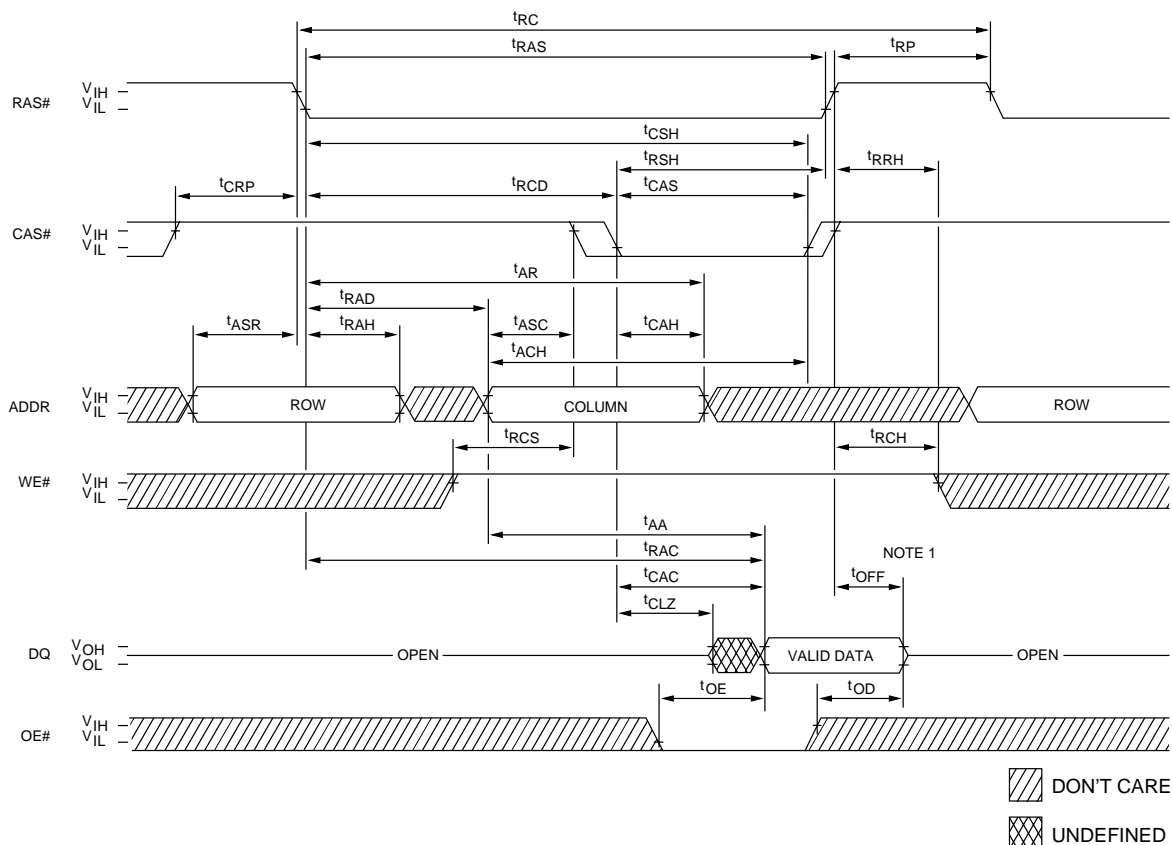 tRC
tRAS
tRP
RAS#
VIH
VIL
tCSH
tRSH
tRRH
tCRP
tRCD
tCAS
CAS#
VIH
VIL
tAR
tRAD
tASR
tRAH
tASC
tCAH
tACH
ADDR
VIH
VIL
ROW
COLUMN
ROW
tRCS
tRCH
WE#
VIH
VIL
tAA
tRAC
NOTE 1
tCAC
tOFF
tCLZ
DQ
VOH
VOL
OPEN
VALID DATA
OPEN
tOE
tOD
OE#
VIH
VIL
DON'T CARE
UNDEFINED